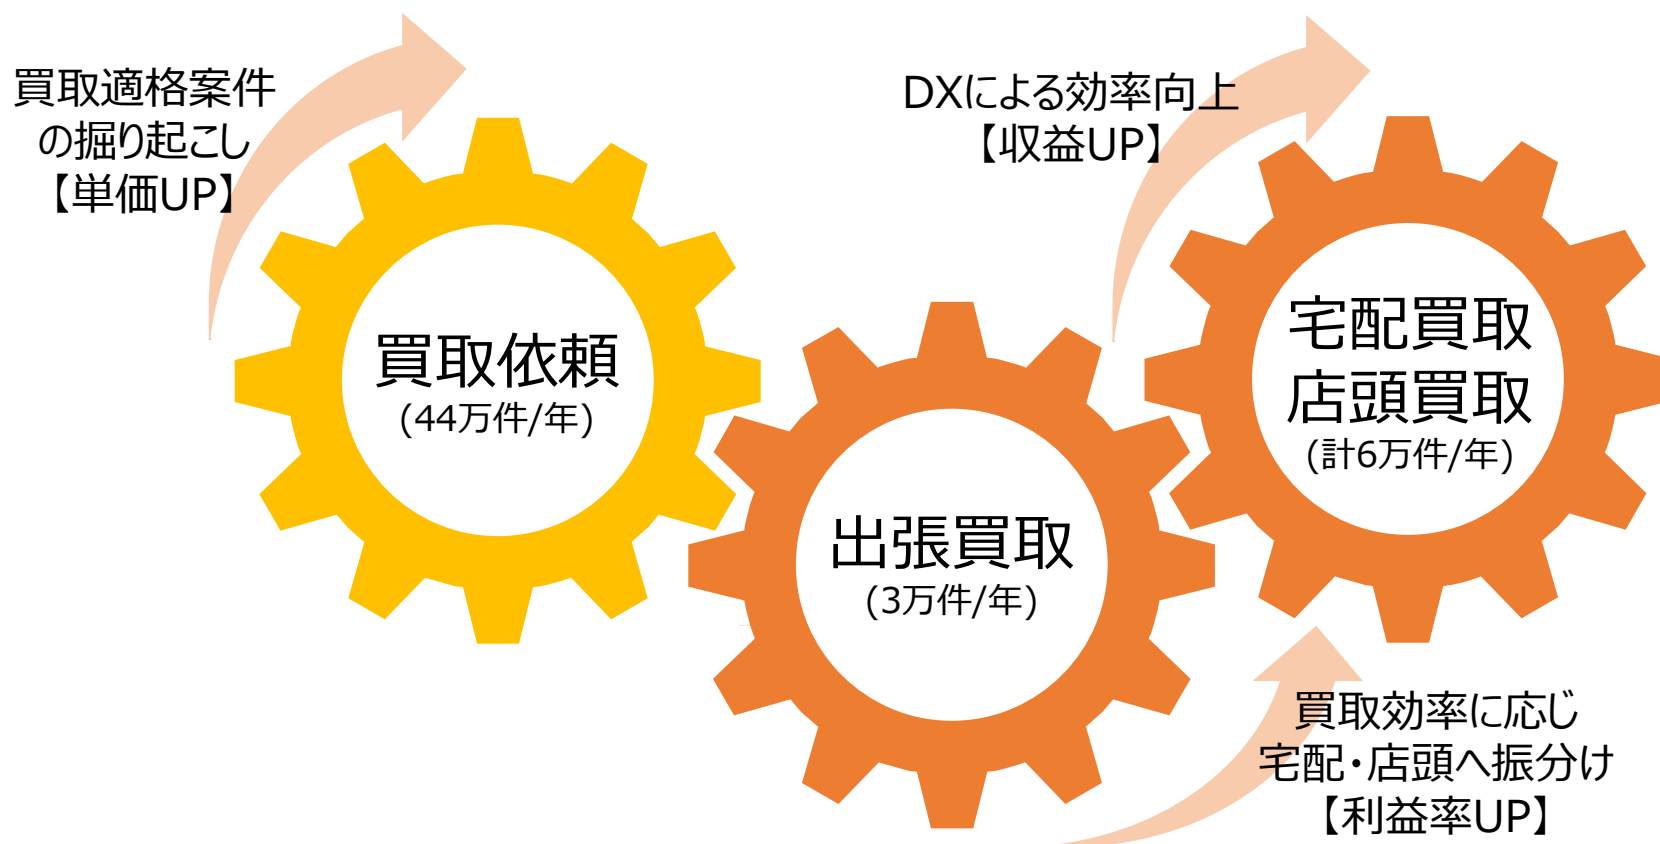 買取適格案件
の掘り起こし
【単価UP】
買取依頼
(44万件/年)
出張買取
(3万件/年)
DXによる効率向上
【収益UP】
宅配買取
店頭買取
(計6万件/年)
買取効率に応じ
宅配・店頭へ振分け
【利益率UP】